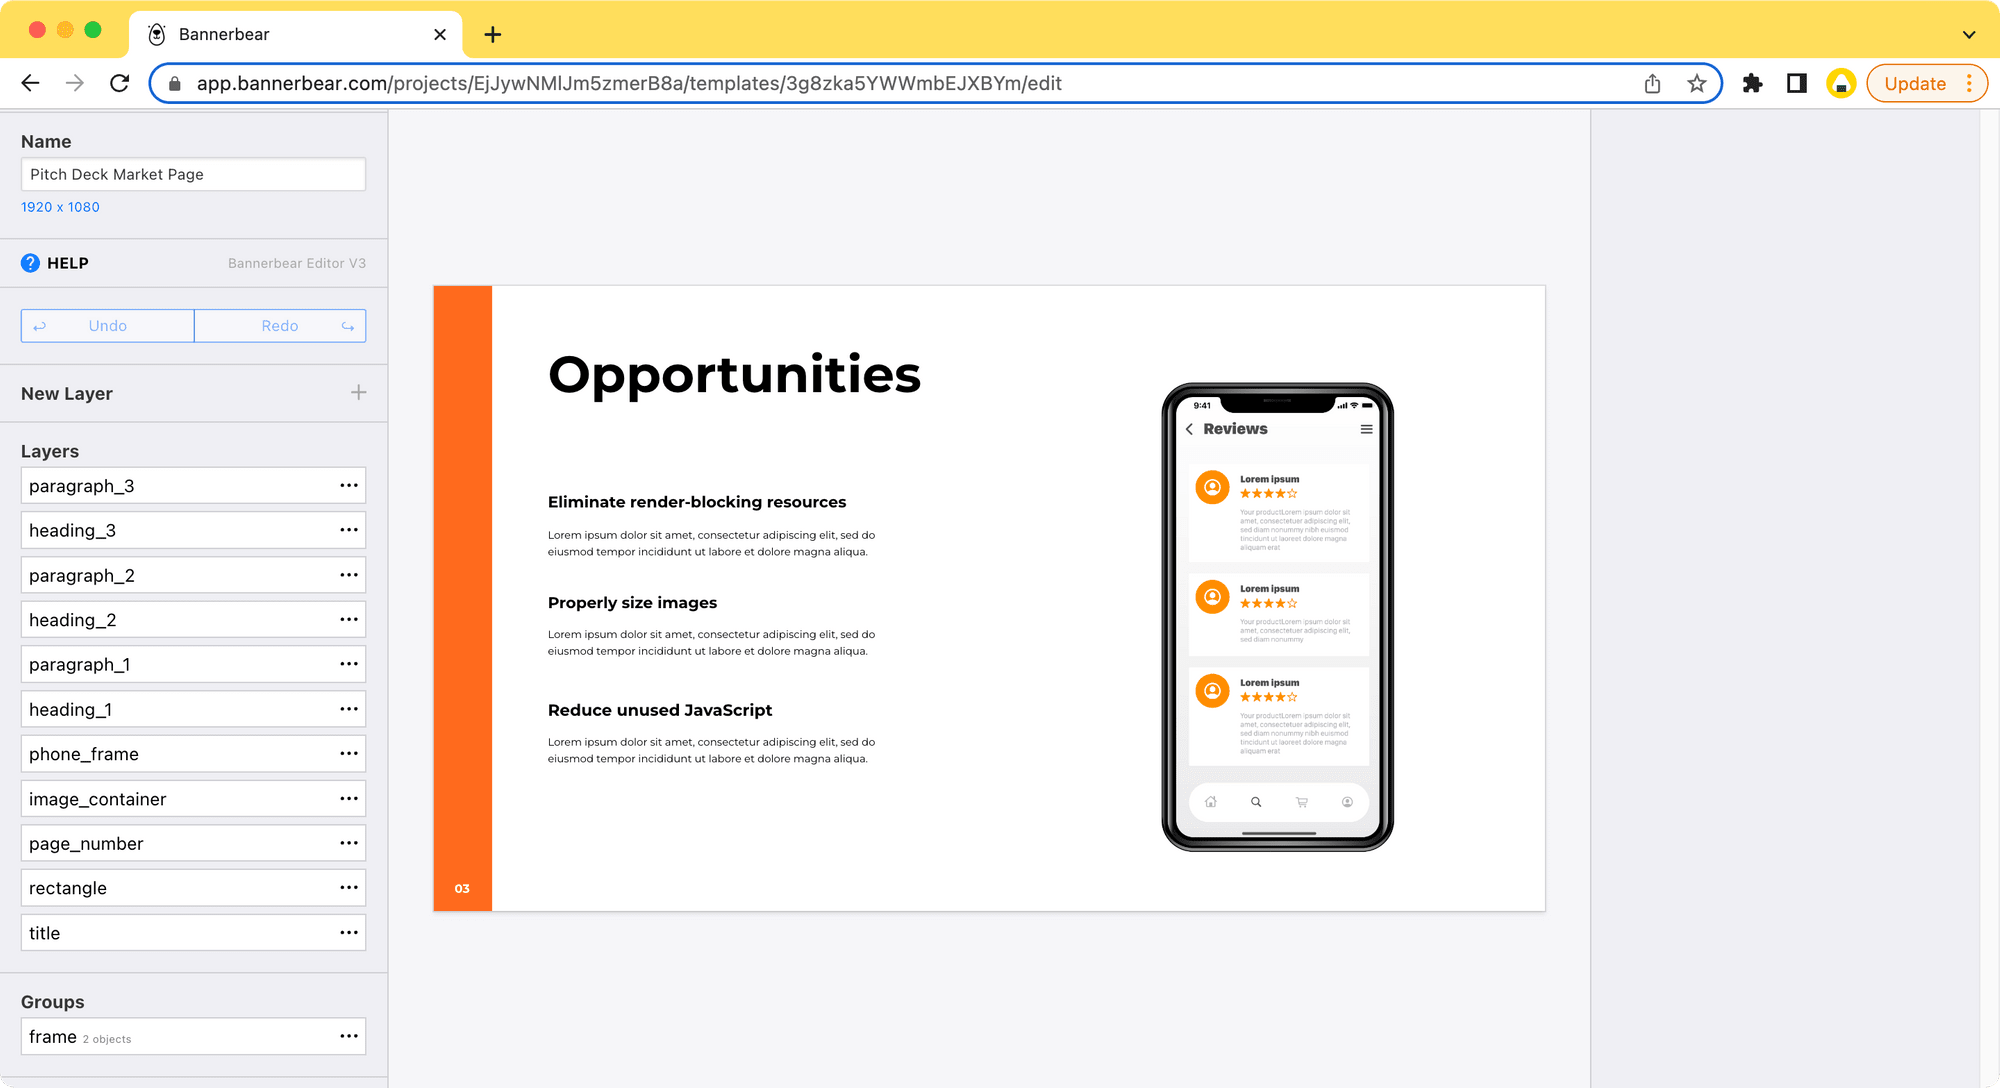 Bannerbear
app.bannerbear.com/projects/EjJywNMlJm5zmerB8a/templates/3g8zka5YWWmbEJXBYm/edit
Update
Name
Pitch Deck Market Page
1920 x 1080
HELP
Bannerbear Editor V3
Undo
Redo
New Layer
Layers
paragraph_3
heading_3
paragraph_2
heading_2
paragraph_1
heading_1
phone_frame
image_container
page_number
rectangle
title
Groups
frame 2 objects
Opportunities
Eliminate render-blocking resources
Lorem ipsum dolor sit amet, consectetur adipiscing elit, sed do
eiusmod tempor incididunt ut labore et dolore magna aliqua.
Properly size images
Lorem ipsum dolor sit amet, consectetur adipiscing elit, sed do
eiusmod tempor incididunt ut labore et dolore magna aliqua.
Reduce unused JavaScript
Lorem ipsum dolor sit amet, consectetur adipiscing elit, sed do
eiusmod tempor incididunt ut labore et dolore magna aliqua.
03
9:41
Reviews
Lorem ipsum
Your productLorem ipsum dolor sit
amet, consectetuer adipiscing elit,
sed diam nonummy nibh euismod
tincidunt ut laoreet dolore magna
aliquam erat
Lorem ipsum
Your productLorem ipsum dolor sit
amet, consectetuer adipiscing elit,
sed diam nonummy
Lorem ipsum
Your productLorem ipsum dolor sit
amet, consectetuer adipiscing elit,
sed diam nonummy nibh euismod
tincidunt ut laoreet dolore magna
aliquam erat